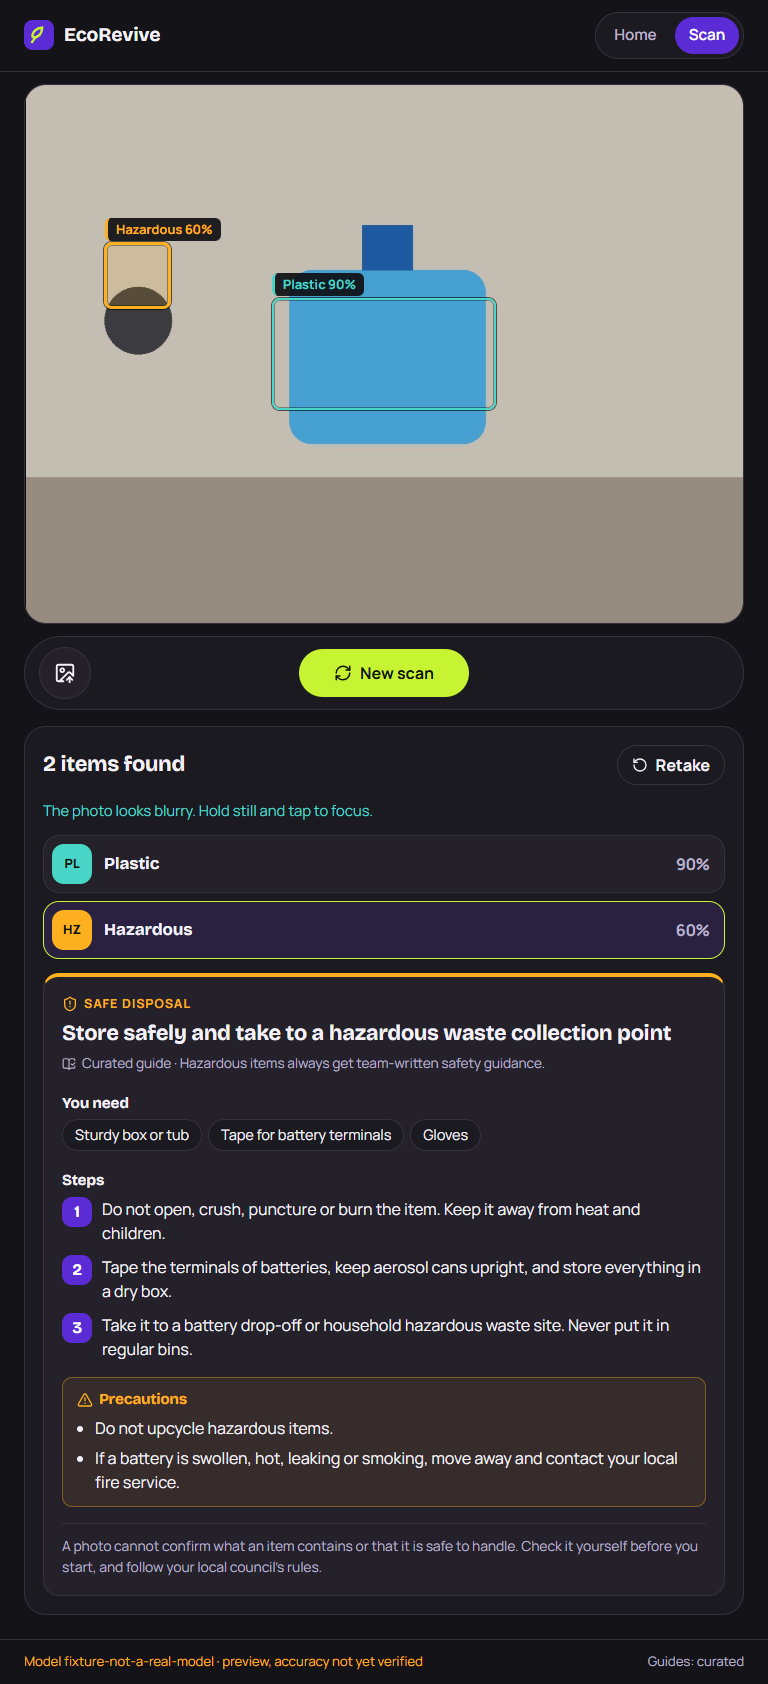 EcoRevive
Home
Scan
Hazardous 60%
Plastic 90%
New scan
2 items found
Retake
The photo looks blurry. Hold still and tap to focus.
PL
Plastic
90%
HZ
Hazardous
60%
SAFE DISPOSAL
Store safely and take to a hazardous waste collection point
Curated guide · Hazardous items always get team-written safety guidance.
You need
Sturdy box or tub
Tape for battery terminals
Gloves
Steps
1
Do not open, crush, puncture or burn the item. Keep it away from heat and
children.
2
Tape the terminals of batteries, keep aerosol cans upright, and store everything in
a dry box.
3
Take it to a battery drop-off or household hazardous waste site. Never put it in
regular bins.
Precautions
• Do not upcycle hazardous items.
• If a battery is swollen, hot, leaking or smoking, move away and contact your local
fire service.
A photo cannot confirm what an item contains or that it is safe to handle. Check it yourself before you
start, and follow your local council's rules.
Model fixture-not-a-real-model · preview, accuracy not yet verified
Guides: curated